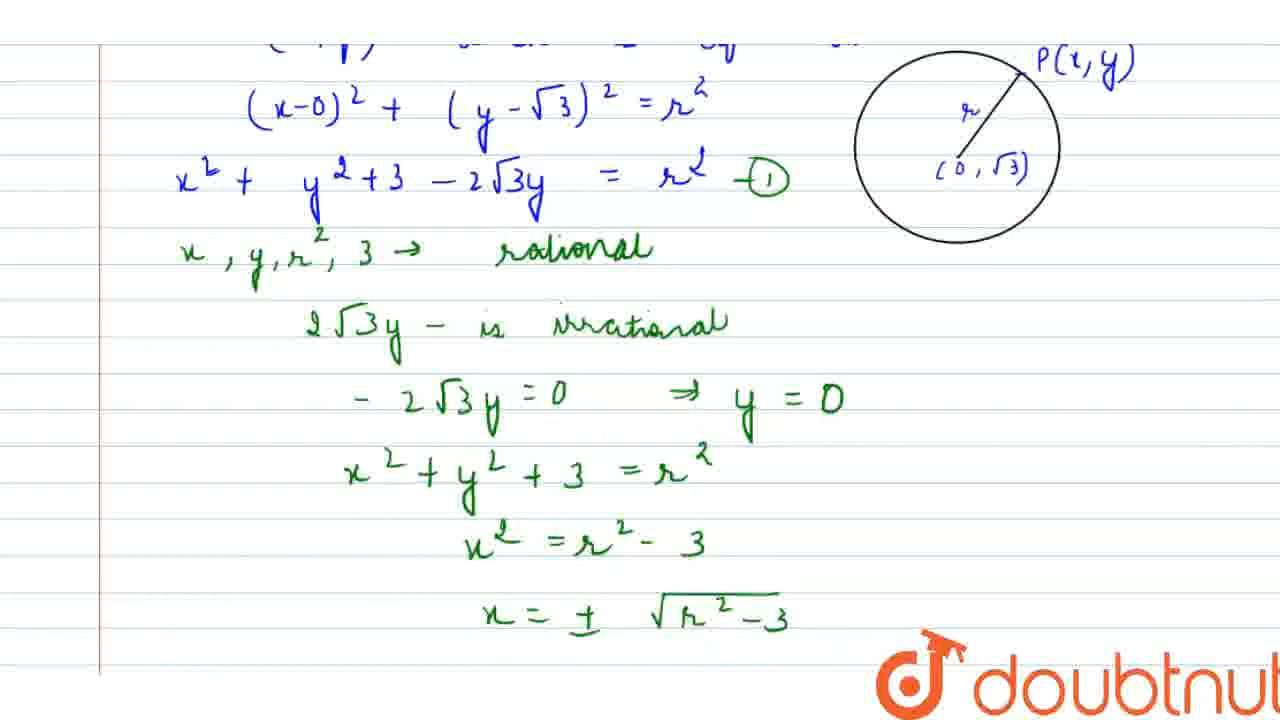 (x-0)² + (y-√3)² = r²
x² + y² + 3 - 2√3y = r² -①
x, y, r², 3 → rational
2√3y - is irrational
- 2√3y = 0 ⇒ y = 0
x² + y² + 3 = r²
x² = r² - 3
x = ± √r² - 3
P(x, y)
r
(0, √3)
doubtnut